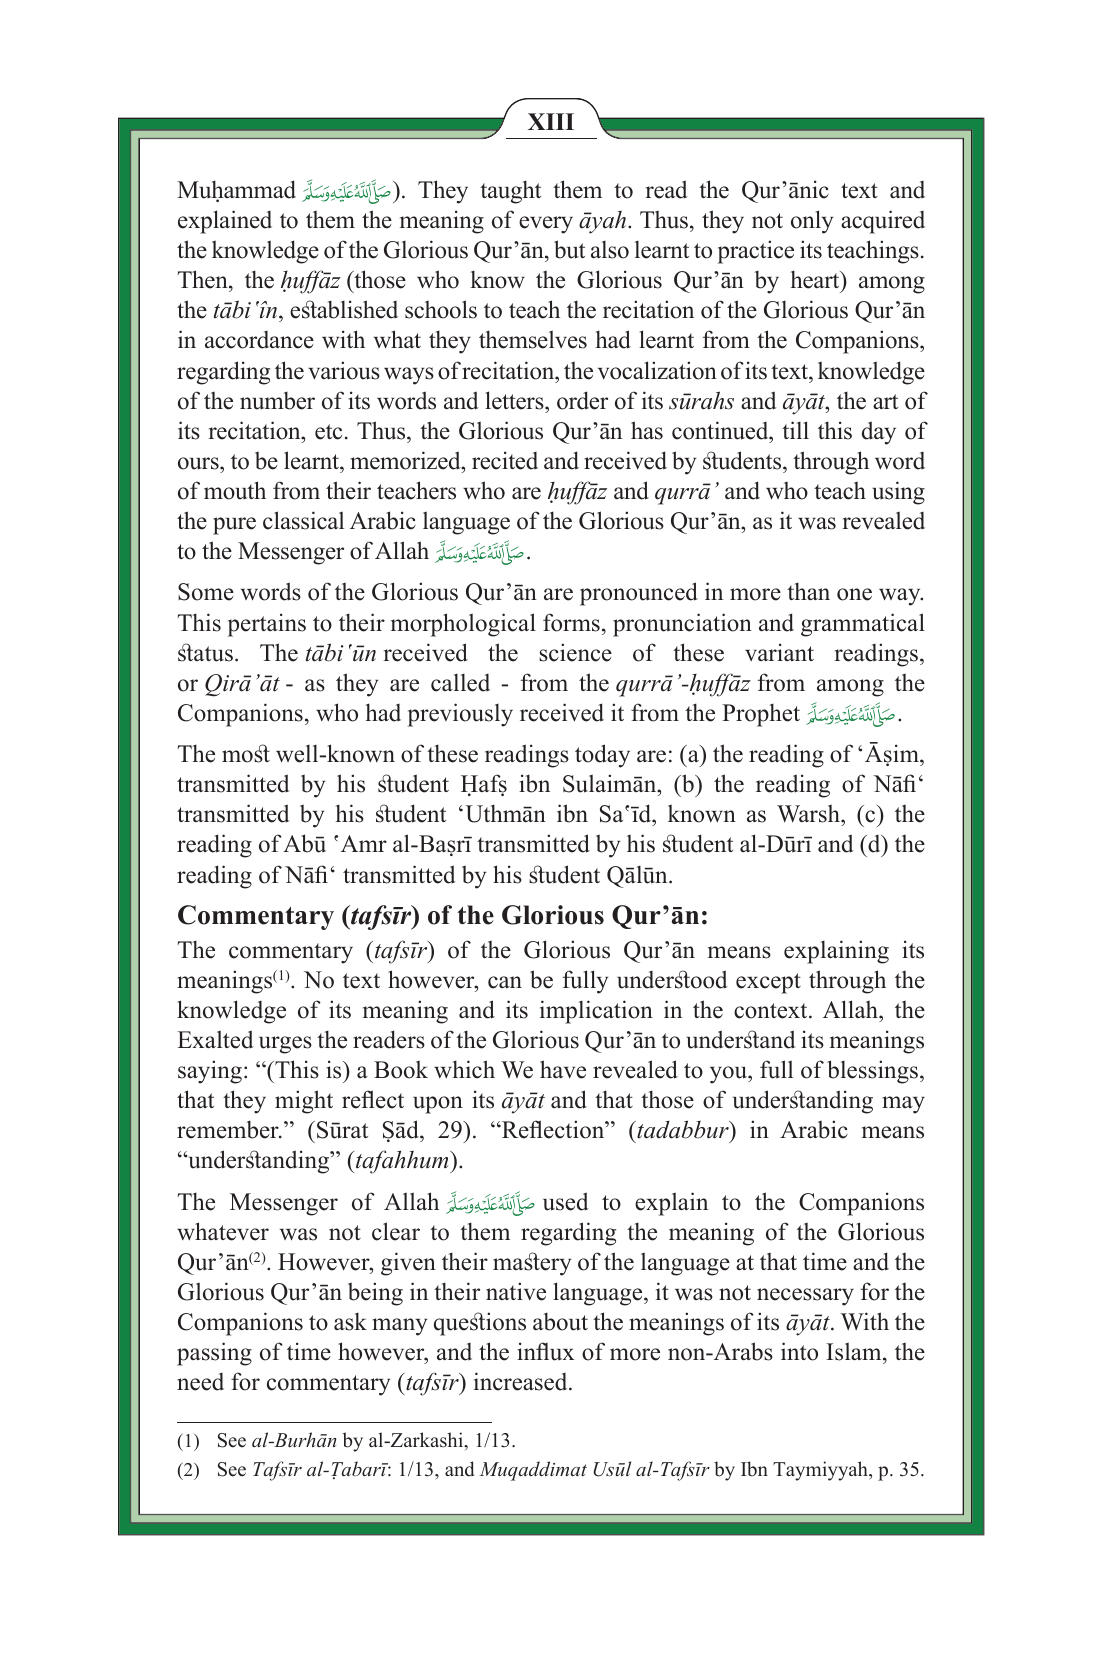 XIII
Muḥammad ﷺ). They taught them to read the Qur’ānic text and
explained to them the meaning of every āyah. Thus, they not only acquired
the knowledge of the Glorious Qur’ān, but also learnt to practice its teachings.
Then, the ḥuffāz (those who know the Glorious Qur’ān by heart) among
the tābi‛în, established schools to teach the recitation of the Glorious Qur’ān
in accordance with what they themselves had learnt from the Companions,
regarding the various ways of recitation, the vocalization of its text, knowledge
of the number of its words and letters, order of its sūrahs and āyāt, the art of
its recitation, etc. Thus, the Glorious Qur’ān has continued, till this day of
ours, to be learnt, memorized, recited and received by students, through word
of mouth from their teachers who are ḥuffāz and qurrā’ and who teach using
the pure classical Arabic language of the Glorious Qur’ān, as it was revealed
to the Messenger of Allah ﷺ.
Some words of the Glorious Qur’ān are pronounced in more than one way.
This pertains to their morphological forms, pronunciation and grammatical
status. The tābi‛ūn received the science of these variant readings,
or Qirā’āt - as they are called - from the qurrā’-ḥuffāz from among the
Companions, who had previously received it from the Prophet ﷺ.
The most well-known of these readings today are: (a) the reading of ‘Āṣim,
transmitted by his student Ḥafṣ ibn Sulaimān, (b) the reading of Nāfi‘
transmitted by his student ‘Uthmān ibn Sa‛īd, known as Warsh, (c) the
reading of Abū ‛Amr al-Baṣrī transmitted by his student al-Dūrī and (d) the
reading of Nāfi‘ transmitted by his student Qālūn.
Commentary (tafsīr) of the Glorious Qur’ān:
The commentary (tafsīr) of the Glorious Qur’ān means explaining its
meanings(1). No text however, can be fully understood except through the
knowledge of its meaning and its implication in the context. Allah, the
Exalted urges the readers of the Glorious Qur’ān to understand its meanings
saying: “(This is) a Book which We have revealed to you, full of blessings,
that they might reflect upon its āyāt and that those of understanding may
remember.” (Sūrat Ṣād, 29). “Reflection” (tadabbur) in Arabic means
“understanding” (tafahhum).
The Messenger of Allah ﷺ used to explain to the Companions
whatever was not clear to them regarding the meaning of the Glorious
Qur’ān(2). However, given their mastery of the language at that time and the
Glorious Qur’ān being in their native language, it was not necessary for the
Companions to ask many questions about the meanings of its āyāt. With the
passing of time however, and the influx of more non-Arabs into Islam, the
need for commentary (tafsīr) increased.
(1) See al-Burhān by al-Zarkashi, 1/13.
(2) See Tafsīr al-Ṭabarī: 1/13, and Muqaddimat Usūl al-Tafsīr by Ibn Taymiyyah, p. 35.